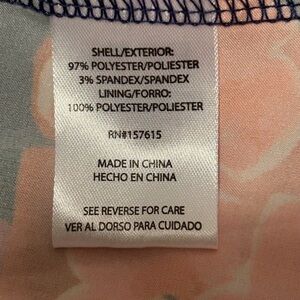 SHELL/EXTERIOR:
97% POLYESTER/POLIESTER
3% SPANDEX/SPANDEX
LINING/FORRO:
100% POLYESTER/POLIESTER
RN#157615
MADE IN CHINA
HECHO EN CHINA
SEE REVERSE FOR CARE
VER AL DORSO PARA CUIDADO